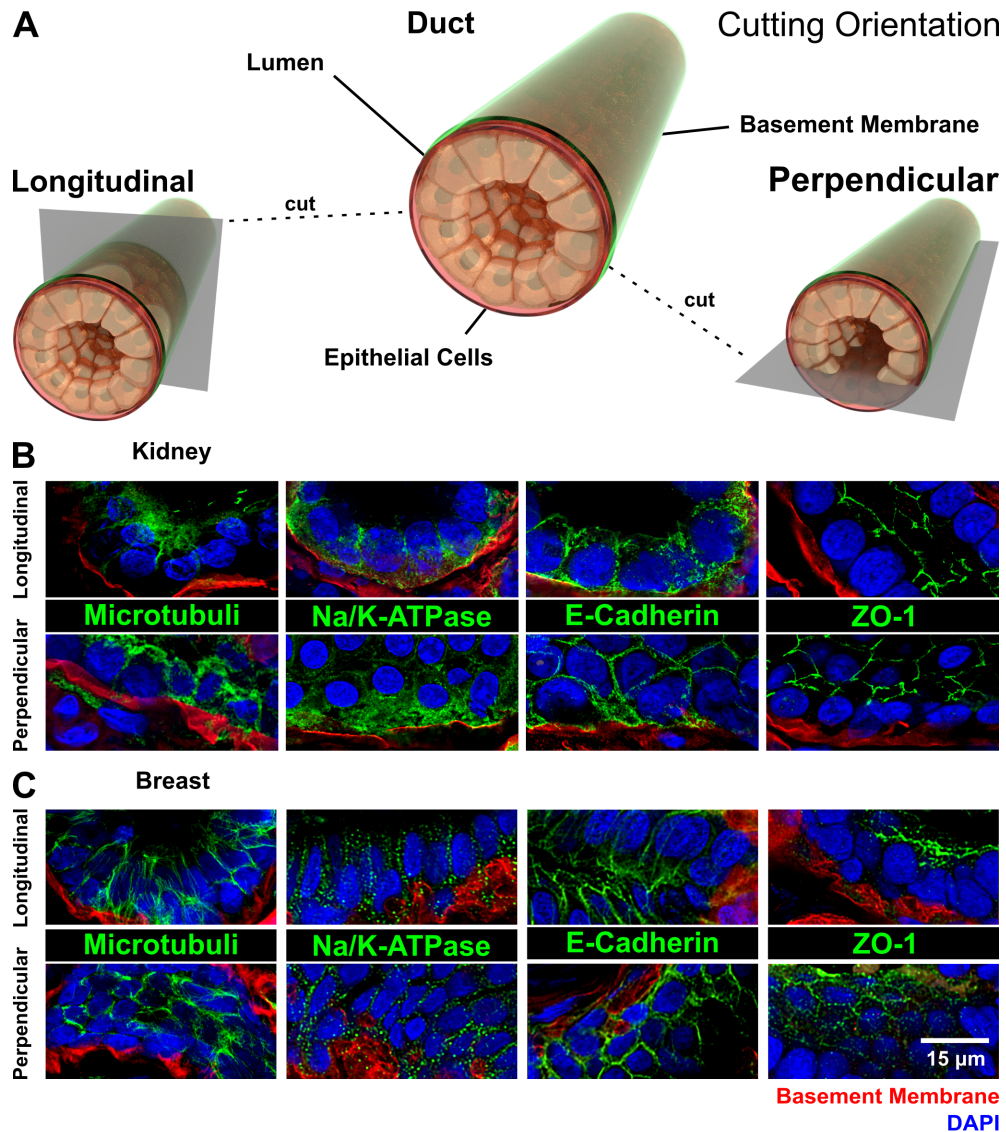 A
Duct
Cutting Orientation
Lumen
Basement Membrane
Longitudinal
Perpendicular
cut
cut
Epithelial Cells
B
Kidney
Longitudinal
Microtubuli
Na/K-ATPase
E-Cadherin
ZO-1
Perpendicular
C
Breast
Longitudinal
Microtubuli
Na/K-ATPase
E-Cadherin
ZO-1
Perpendicular
15 µm
Basement Membrane
DAPI